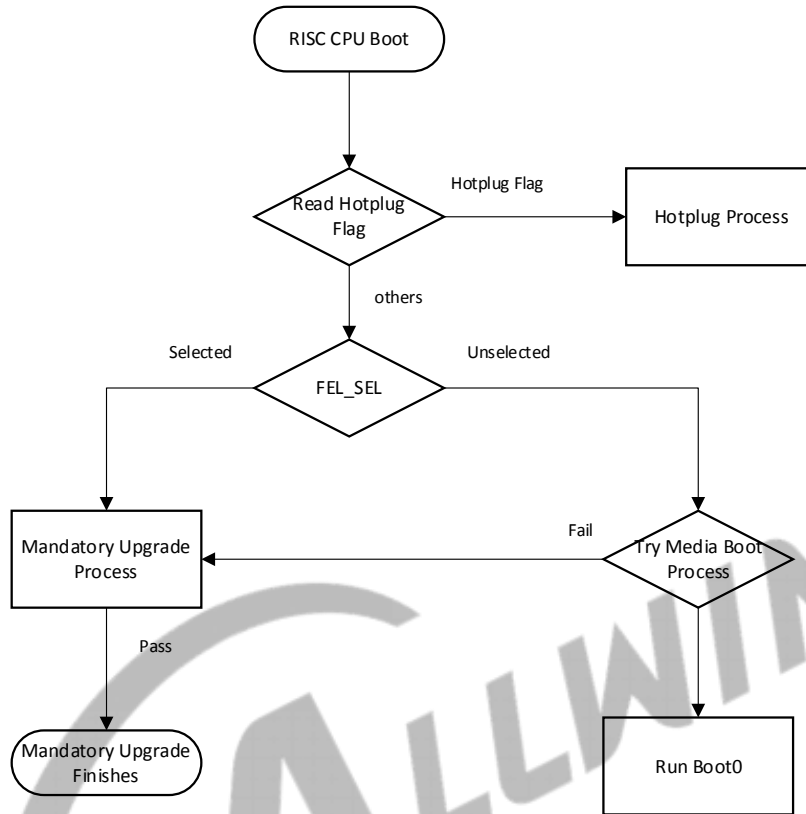 RISC CPU Boot
Hotplug Flag
Read Hotplug
Flag
Hotplug Process
others
Selected
Unselected
FEL_SEL
Fail
Mandatory Upgrade
Process
Try Media Boot
Process
Pass
Mandatory Upgrade
Finishes
Run Boot0
ALLWIN